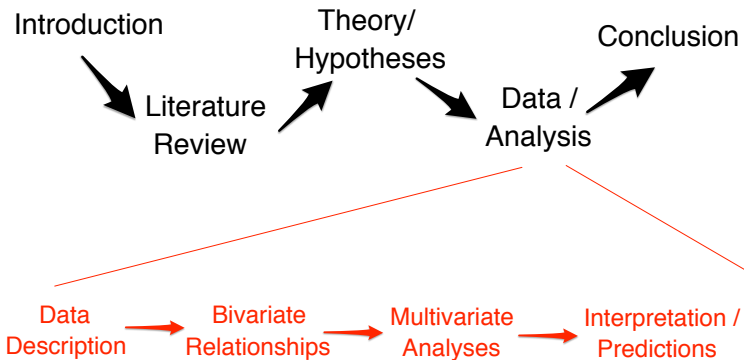 Introduction
Literature
Review
Theory/
Hypotheses
Data /
Analysis
Conclusion
Data
Description
Bivariate
Relationships
Multivariate
Analyses
Interpretation /
Predictions